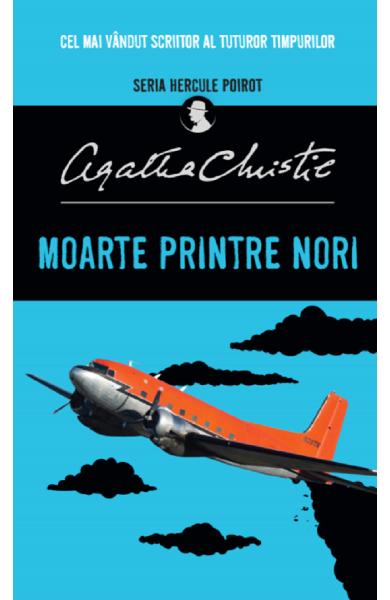 CEL MAI VÂNDUT SCRIITOR AL TUTUROR TIMPURILOR
SERIA HERCULE POIROT
Agatha Christie
MOARTE PRINTRE NORI